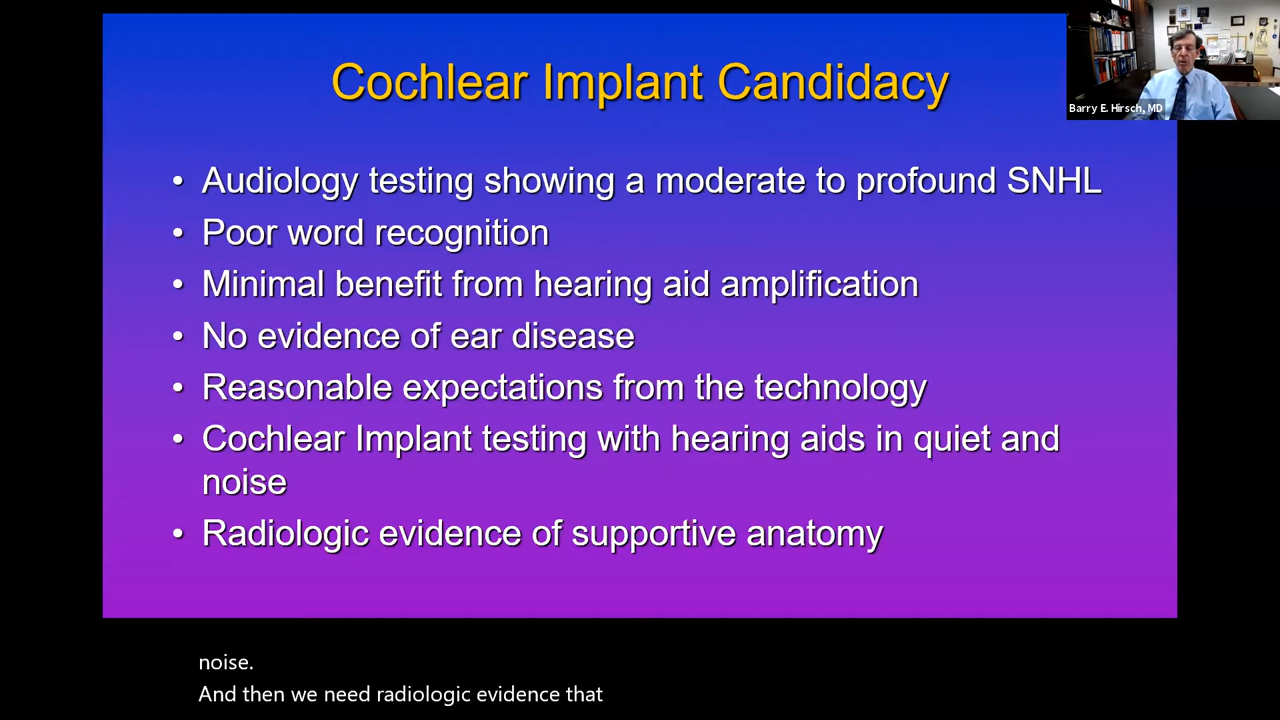 Cochlear Implant Candidacy
Barry E. Hirsch, MD
• Audiology testing showing a moderate to profound SNHL
• Poor word recognition
• Minimal benefit from hearing aid amplification
• No evidence of ear disease
• Reasonable expectations from the technology
• Cochlear Implant testing with hearing aids in quiet and
noise
• Radiologic evidence of supportive anatomy
noise.
And then we need radiologic evidence that